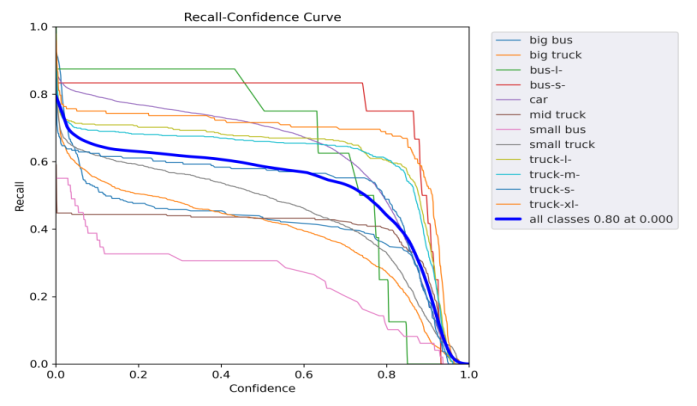 Recall-Confidence Curve
1.0
0.8
0.6
0.4
0.2
0.0
Recall
0.0 0.2 0.4 0.6 0.8 1.0
Confidence
big bus
big truck
bus-l-
bus-s-
car
mid truck
small bus
small truck
truck-l-
truck-m-
truck-s-
truck-xl-
all classes 0.80 at 0.000